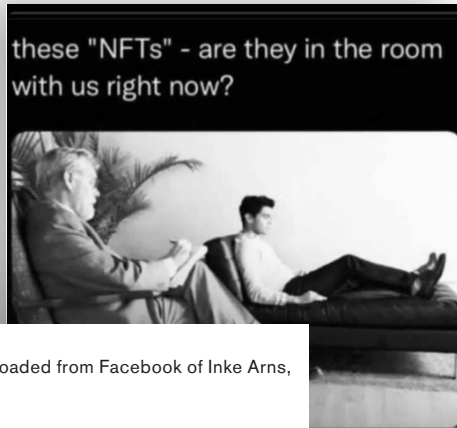 these "NFTs" - are they in the room
with us right now?
oaded from Facebook of Inke Arns,